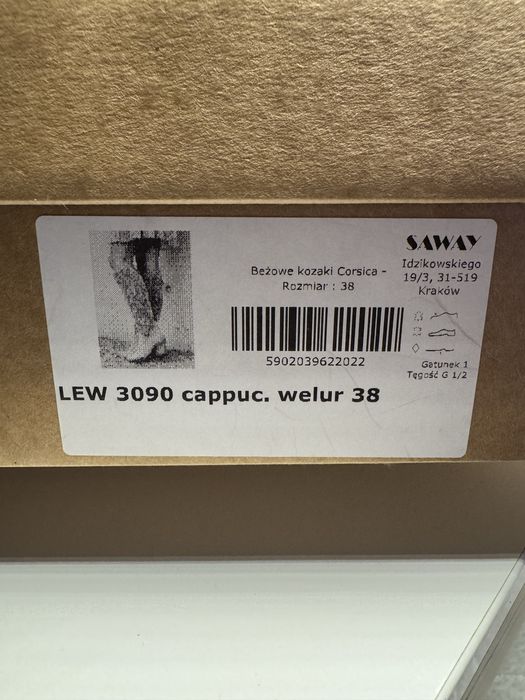 SAWAY
Idzikowskiego
19/3, 31-519
Kraków
Beżowe kozaki Corsica -
Rozmiar : 38
5902039622022
Gatunek 1
Tęgość G 1/2
LEW 3090 cappuc. welur 38